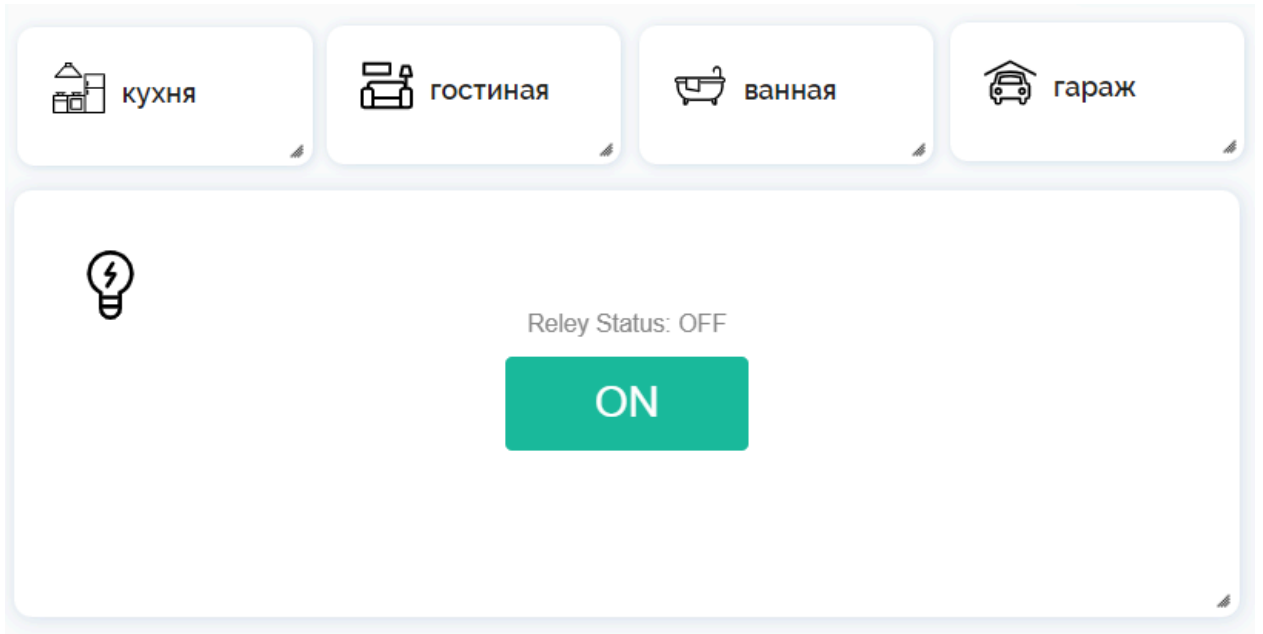 кухня
гостиная
ванная
гараж
Reley Status: OFF
ON